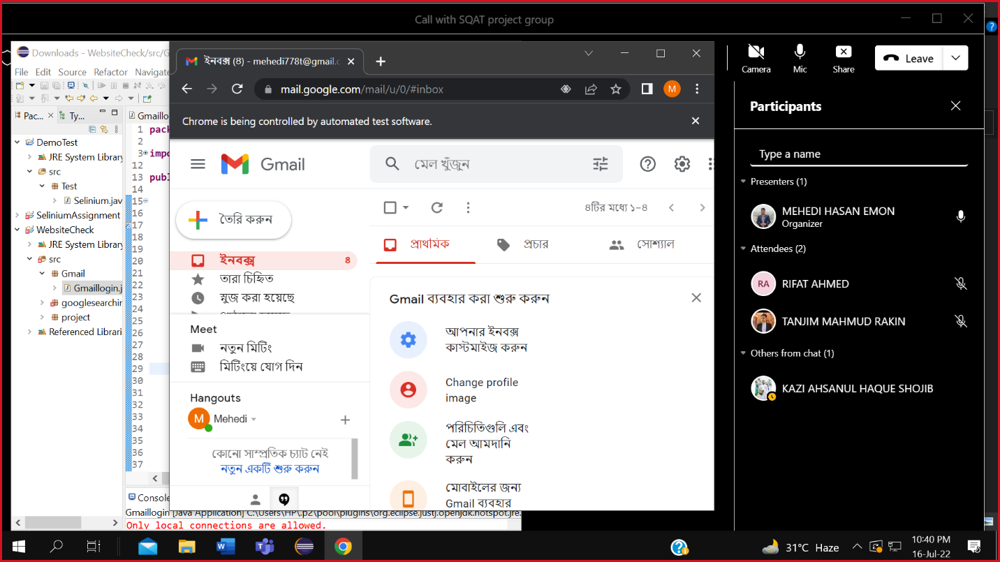 Call with SQAT project group
Downloads - WebsiteCheck/src/G
File Edit Source Refactor Navigate
Pac...
Ty...
DemoTest
JRE System Library
src
Test
Selinium.jav
SeliniumAssignment
WebsiteCheck
JRE System Library
src
Gmail
Gmaillogin.j
googlesearchin
project
Referenced Librari
Gmaillo
1 pack
2
3 impo
12
13 publ
14
15
16
17
18
19
20
21
22
23
24
25
26
27
28
29
30
31
32
33
34
35
36
37
Console
Gmaillogin [Java Application] C:\Users\HP\.p2\pool\plugins\org.eclipse.justj.openjdk.hotspot.jre.
Only local connections are allowed.
ইনবক্স (8) - mehedi778t@gmail.c
mail.google.com/mail/u/0/#inbox
M
Chrome is being controlled by automated test software.
Gmail
মেল খুঁজুন
তৈরি করুন
ইনবক্স 8
তারা চিহ্নিত
স্নুজ করা হয়েছে
Meet
নতুন মিটিং
মিটিংয়ে যোগ দিন
Hangouts
M Mehedi
কোনো সাম্প্রতিক চ্যাট নেই
নতুন একটি শুরু করুন
৪টির মধ্যে ১–৪
প্রাথমিক
প্রচার
সোশ্যাল
Gmail ব্যবহার করা শুরু করুন
আপনার ইনবক্স
কাস্টমাইজ করুন
Change profile
image
পরিচিতিগুলি এবং
মেল আমদানি
করুন
মোবাইলের জন্য
Gmail ব্যবহার
Camera
Mic
Share
Leave
Participants
Type a name
Presenters (1)
MEHEDI HASAN EMON
Organizer
Attendees (2)
RA RIFAT AHMED
TANJIM MAHMUD RAKIN
Others from chat (1)
KAZI AHSANUL HAQUE SHOJIB
31°C Haze
10:40 PM
16-Jul-22